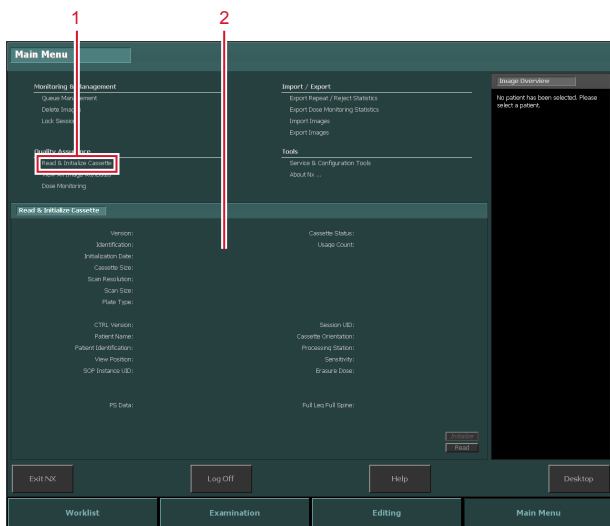 1 2
Main Menu
Monitoring & Management
Queue Management
Delete Images
Lock Session
Import / Export
Export Repeat / Reject Statistics
Export Dose Monitoring Statistics
Import Images
Export Images
Quality Assurance
Read & Initialize Cassette
View All Image Attributes
Dose Monitoring
Tools
Service & Configuration Tools
About Nx ...
Image Overview
No patient has been selected. Please
select a patient.
Read & Initialize Cassette
Version:
Identification:
Initialization Date:
Cassette Size:
Scan Resolution:
Scan Size:
Plate Type:
Cassette Status:
Usage Count:
CTRL Version:
Patient Name:
Patient Identification:
View Position:
SOP Instance UID:
Session UID:
Cassette Orientation:
Processing Station:
Sensitivity:
Erasure Dose:
PS Data:
Full Leg Full Spine:
Initialize
Read
Exit NX
Log Off
Help
Desktop
Worklist
Examination
Editing
Main Menu